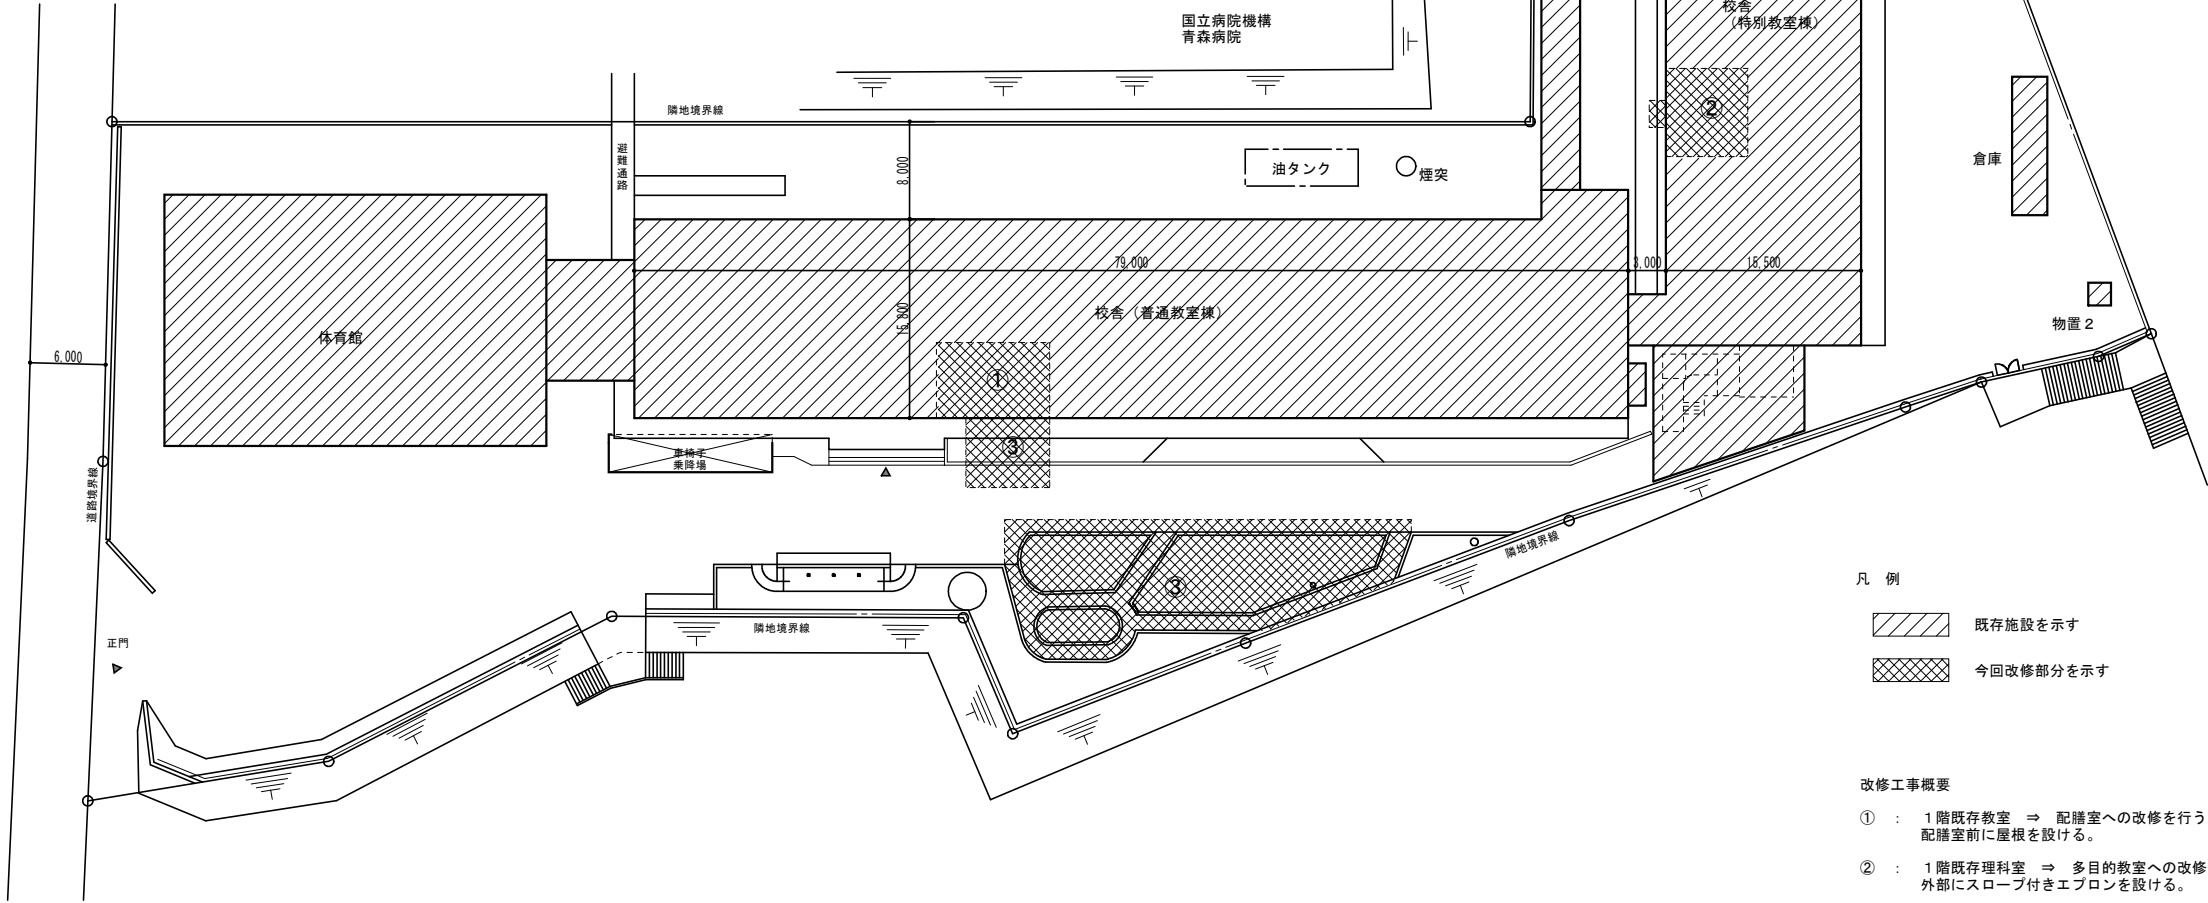 国立病院機構
青森病院
校舎
（特別教室棟）
隣地境界線
避難通路
8,000
油タンク
煙突
②
倉庫
79,000
3,000
15,500
校舎（普通教室棟）
15,800
体育館
6,000
物置２
①
③
車椅子
乗降場
道路境界線
隣地境界線
③
隣地境界線
正門
凡　例
既存施設を示す
今回改修部分を示す
改修工事概要
①　：　１階既存教室　⇒　配膳室への改修を行う
配膳室前に屋根を設ける。
②　：　１階既存理科室　⇒　多目的教室への改修
外部にスロープ付きエプロンを設ける。